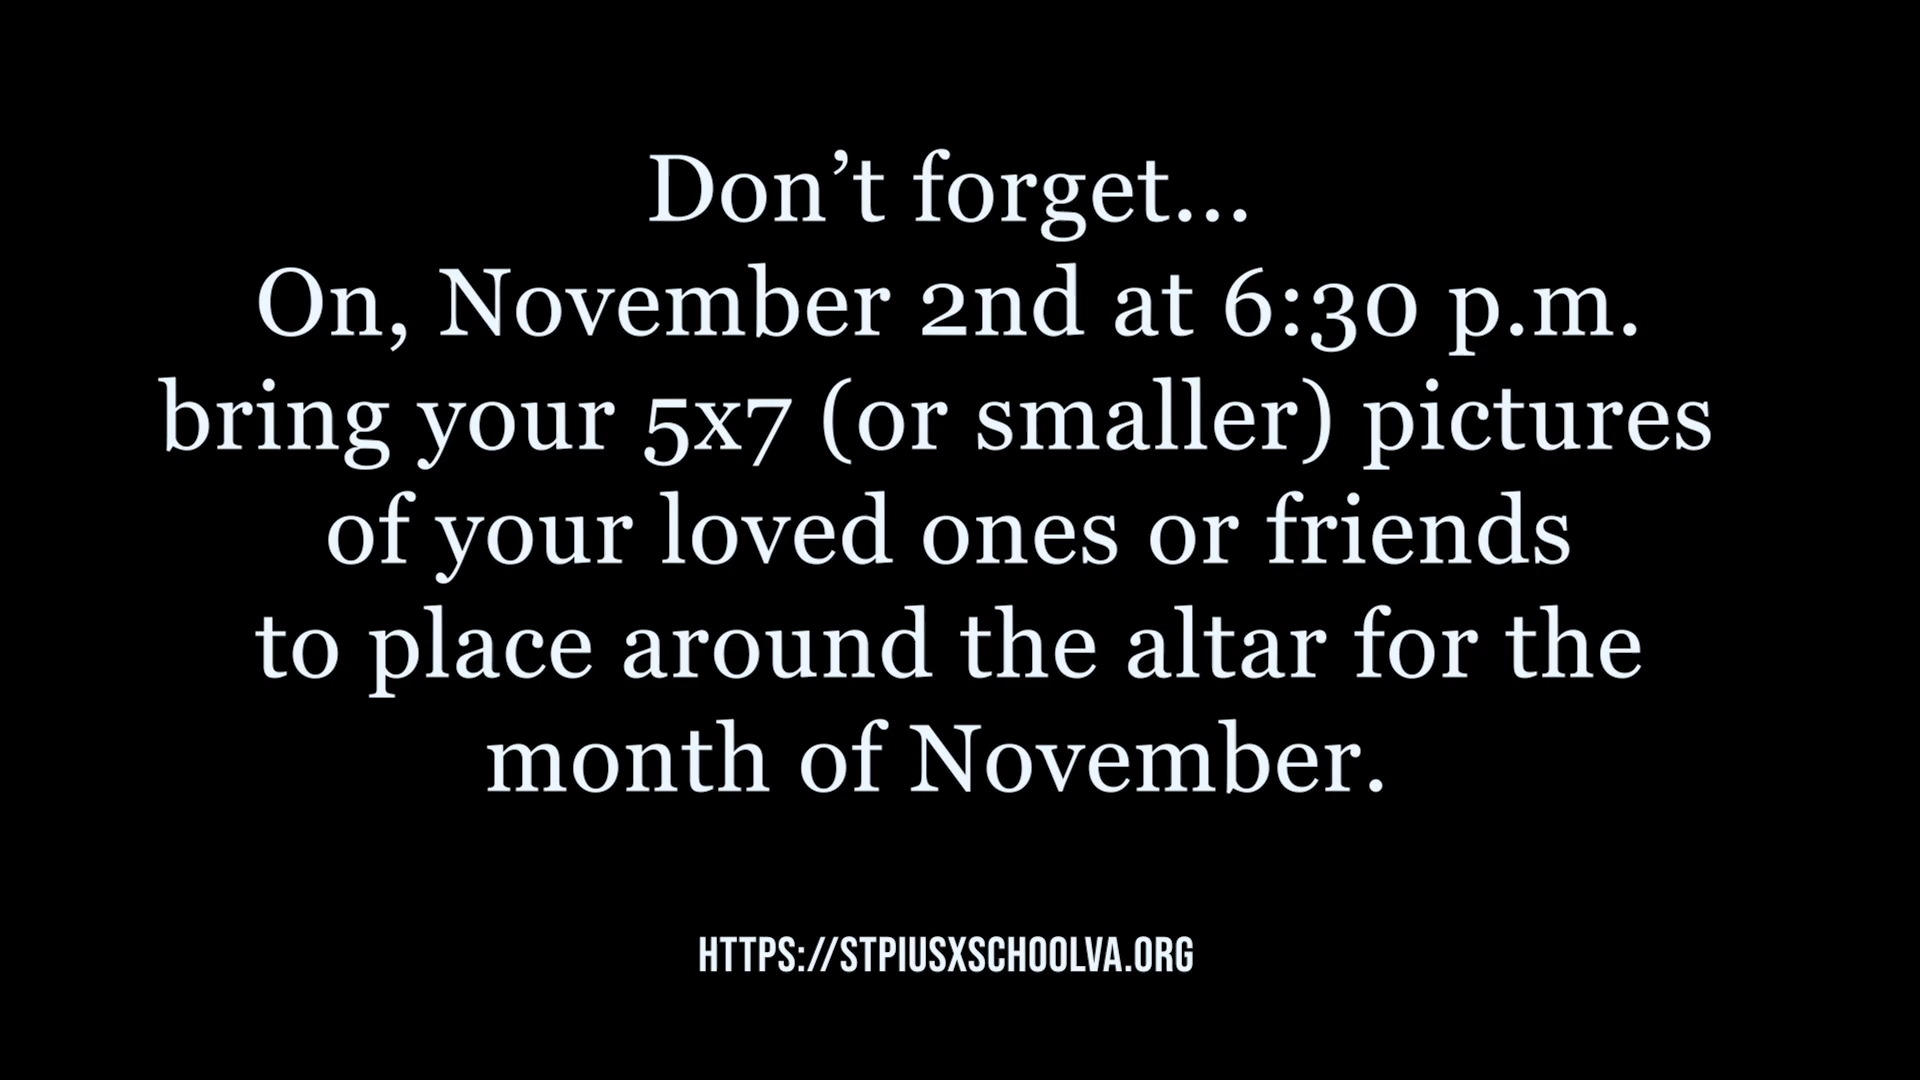 Don’t forget...
On, November 2nd at 6:30 p.m.
bring your 5x7 (or smaller) pictures
of your loved ones or friends
to place around the altar for the
month of November.
HTTPS://STPIUSXSCHOOLVA.ORG